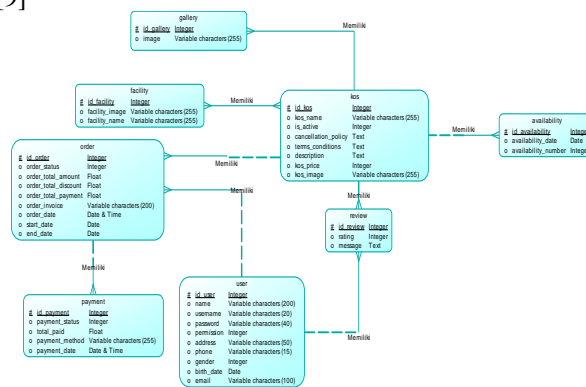 [9]
gallery
# id_gallery Integer
o image Variable characters (255)
Memiliki
facility
# id_facility Integer
o facility_image Variable characters (255)
o facility_name Variable characters (255)
Memiliki
kos
# id_kos Integer
o kos_name Variable characters (255)
o is_active Integer
o cancellation_policy Text
o terms_conditions Text
o description Text
o kos_price Integer
o kos_image Variable characters (255)
Memiliki
availability
# id_availability Integer
o availability_date Date
o availability_number Integer
order
# id_order Integer
o order_status Integer
o order_total_amount Float
o order_total_discount Float
o order_total_payment Float
o order_invoice Variable characters (200)
o order_date Date & Time
o start_date Date
o end_date Date
Memiliki
Memiliki
Memiliki
review
# id_review Integer
o rating Integer
o message Text
Memiliki
payment
# id_payment Integer
o payment_status Integer
o total_paid Float
o payment_method Variable characters (255)
o payment_date Date & Time
user
# id_user Integer
o name Variable characters (200)
o username Variable characters (20)
o password Variable characters (40)
o permission Integer
o address Variable characters (50)
o phone Variable characters (15)
o gender Integer
o birth_date Date
o email Variable characters (100)
Memiliki